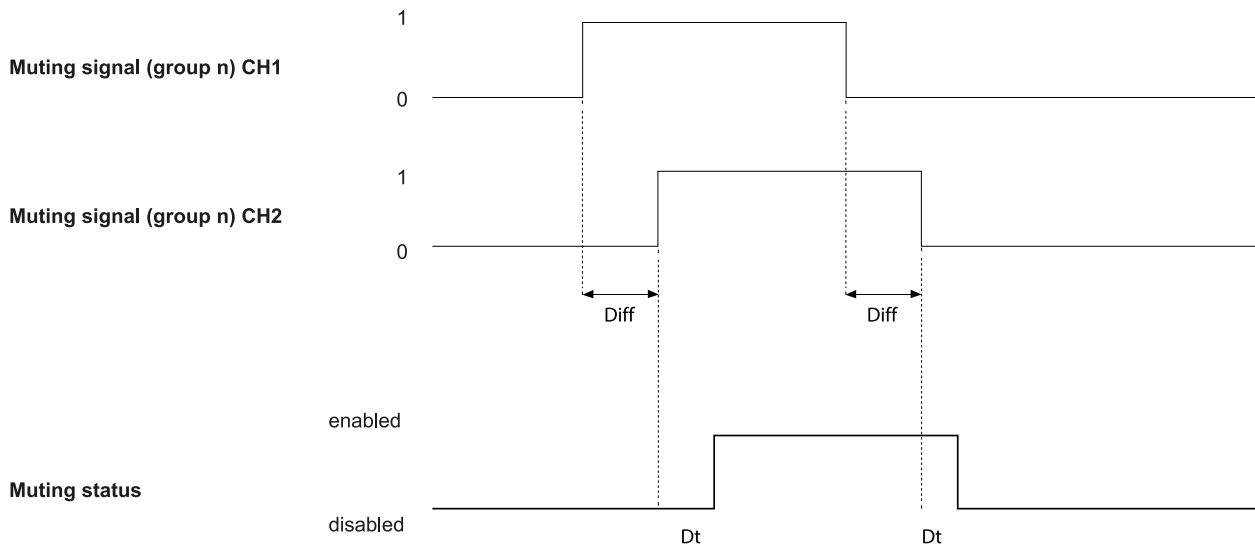 1
Muting signal (group n) CH1
0
1
Muting signal (group n) CH2
0
Diff Diff
enabled
Muting status
disabled
Dt Dt